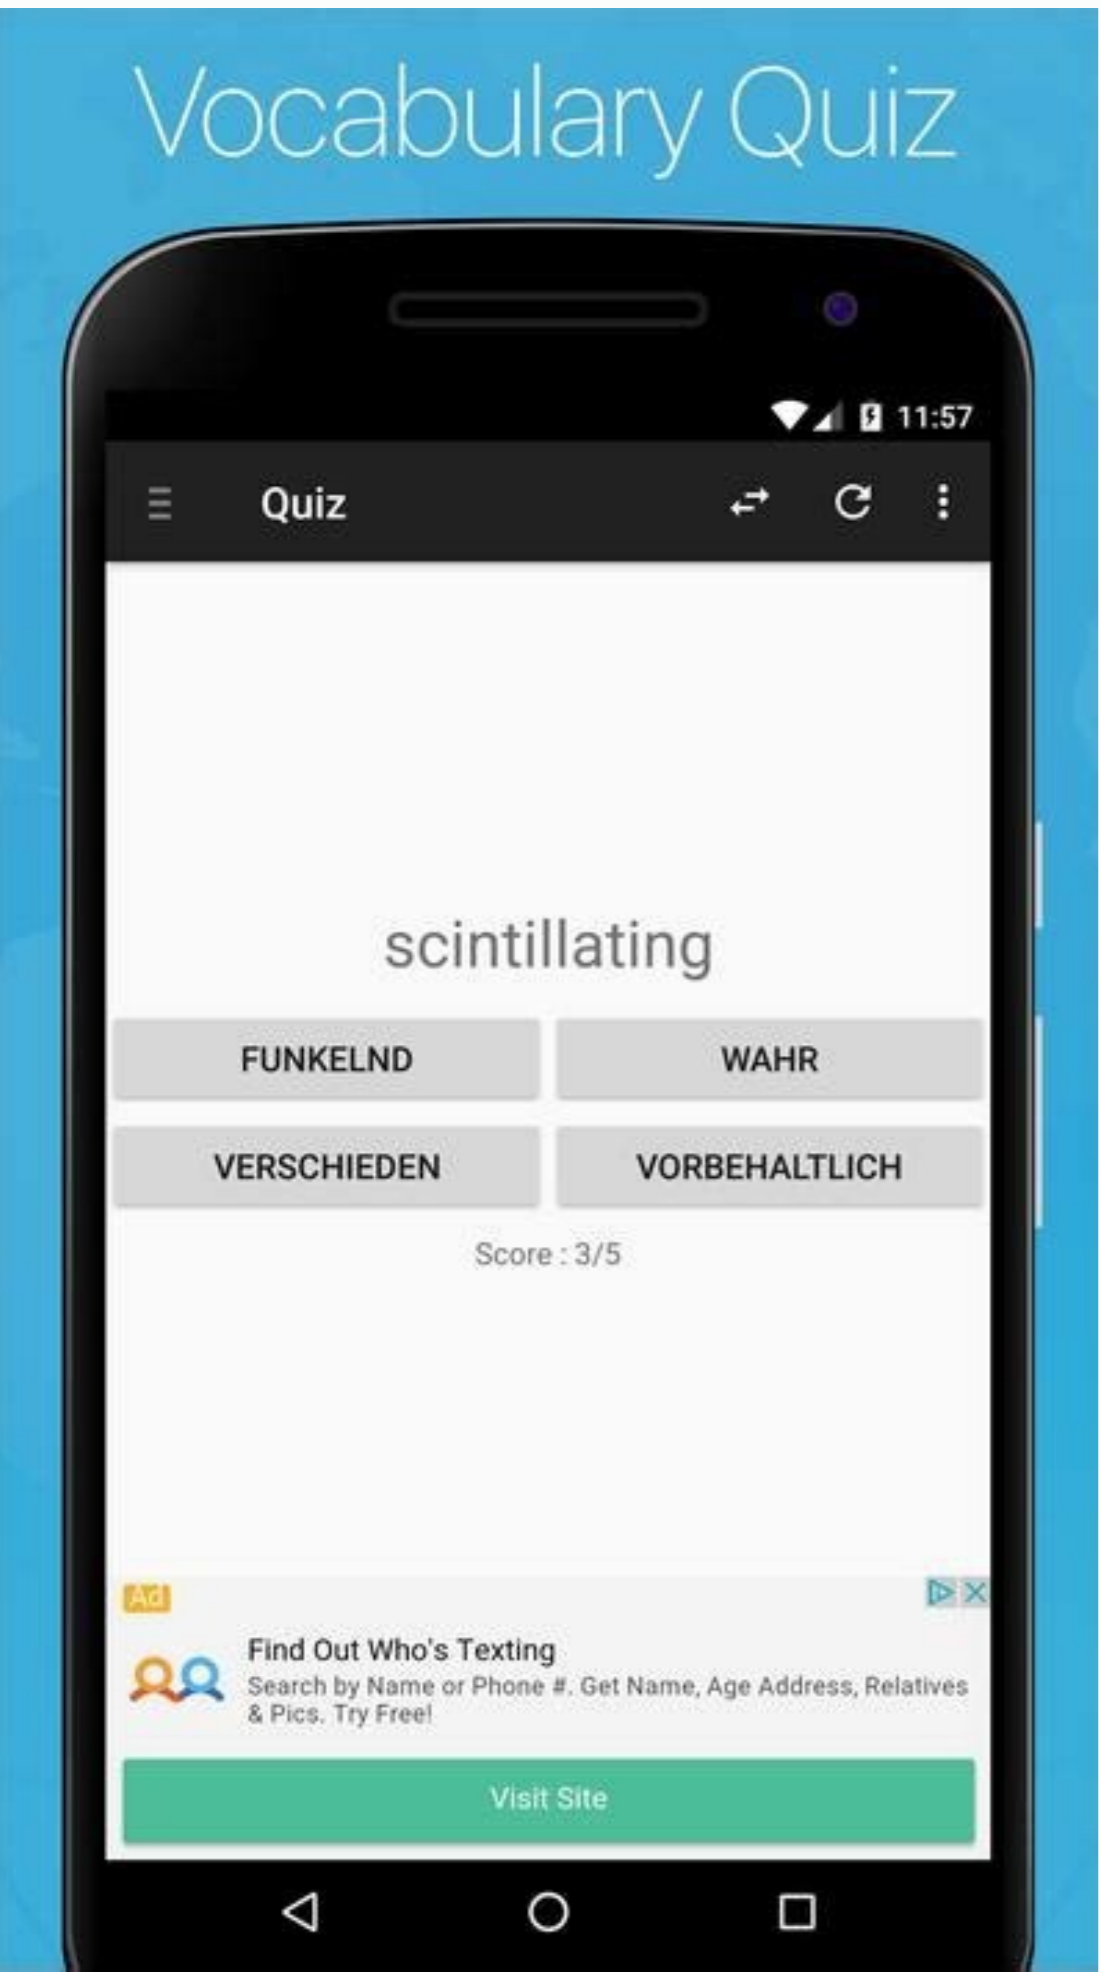 Vocabulary Quiz
11:57
Quiz
scintillating
FUNKELND
WAHR
VERSCHIEDEN
VORBEHALTLICH
Score : 3/5
Ad
Find Out Who's Texting
Search by Name or Phone #. Get Name, Age Address, Relatives
& Pics. Try Free!
Visit Site